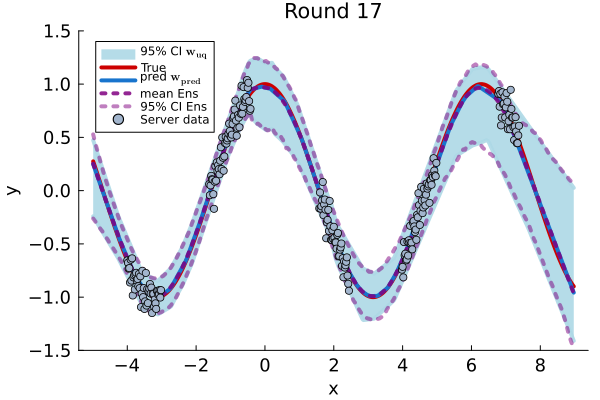 Round 17
1.5
1.0
0.5
0.0
−0.5
−1.0
−1.5
y
95% CI w_uq
True
pred w_pred
mean Ens
95% CI Ens
Server data
−4 −2 0 2 4 6 8
x